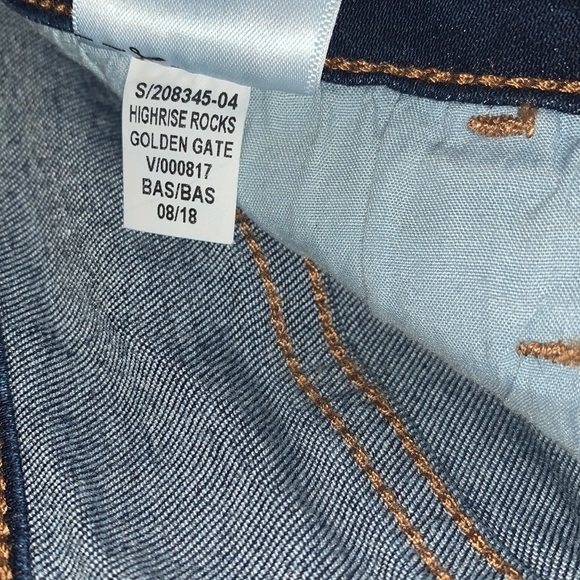 S/208345-04
HIGHRISE ROCKS
GOLDEN GATE
V/000817
BAS/BAS
08/18